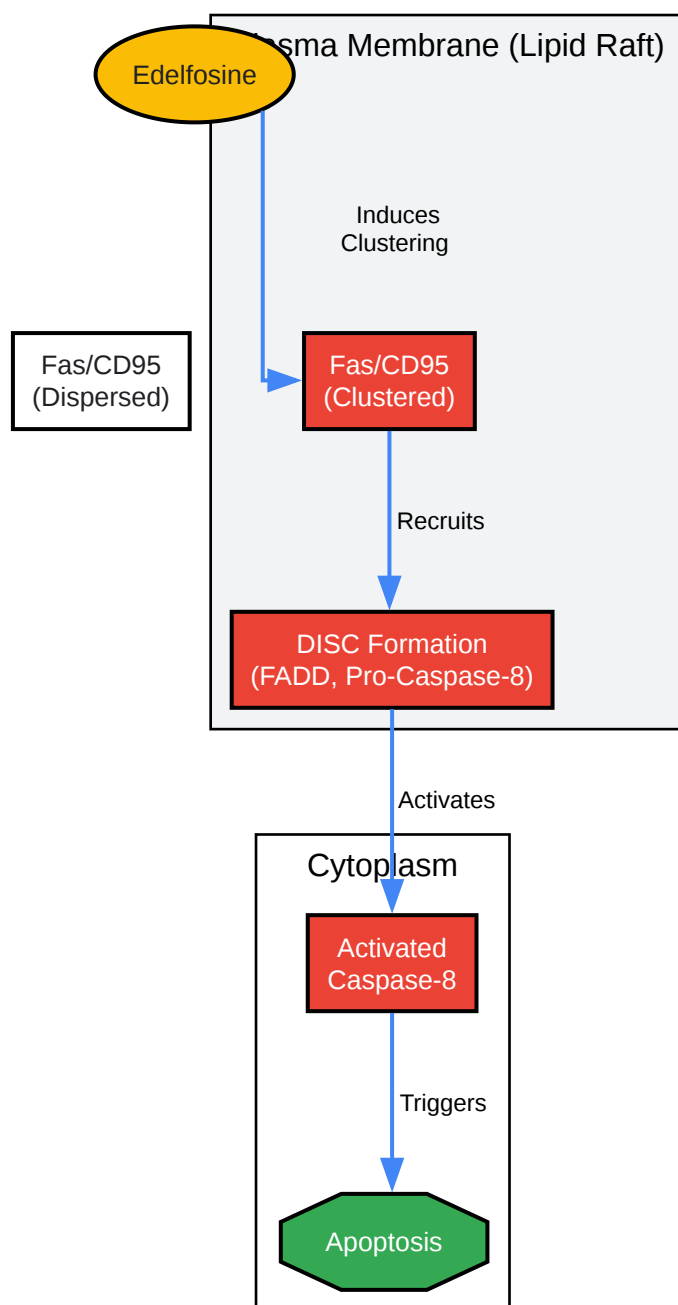 asma Membrane (Lipid Raft)
Edelfosine
Induces
Clustering
Fas/CD95
(Dispersed)
Fas/CD95
(Clustered)
Recruits
DISC Formation
(FADD, Pro-Caspase-8)
Activates
Cytoplasm
Activated
Caspase-8
Triggers
Apoptosis